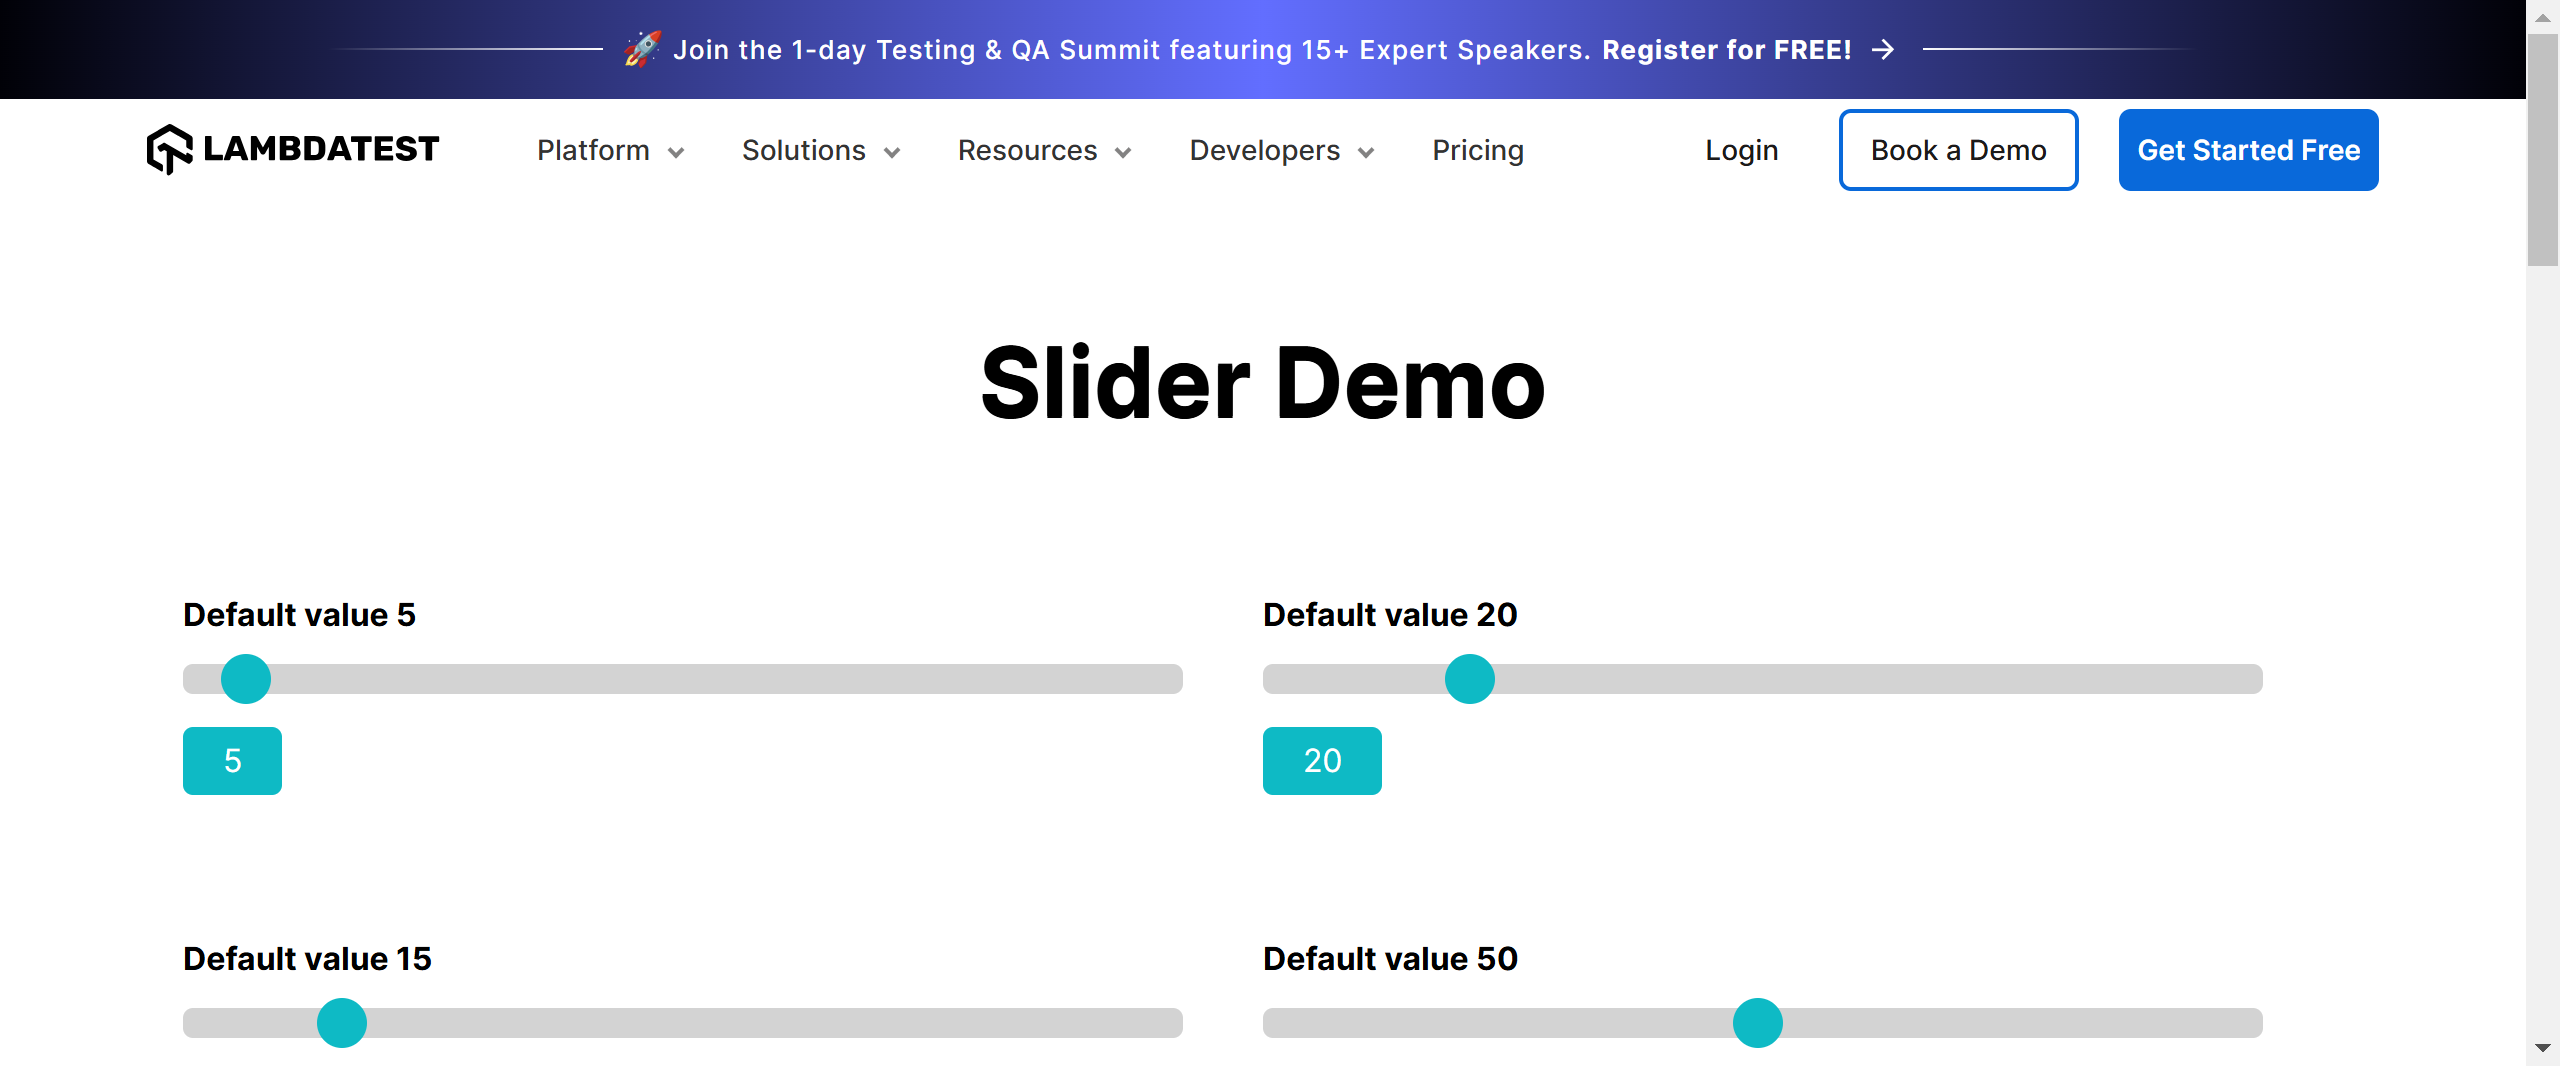 🚀 Join the 1-day Testing & QA Summit featuring 15+ Expert Speakers. Register for FREE! →
LAMBDATEST Platform Solutions Resources Developers Pricing Login Book a Demo Get Started Free
Slider Demo
Default value 5 Default value 20
5 20
Default value 15 Default value 50